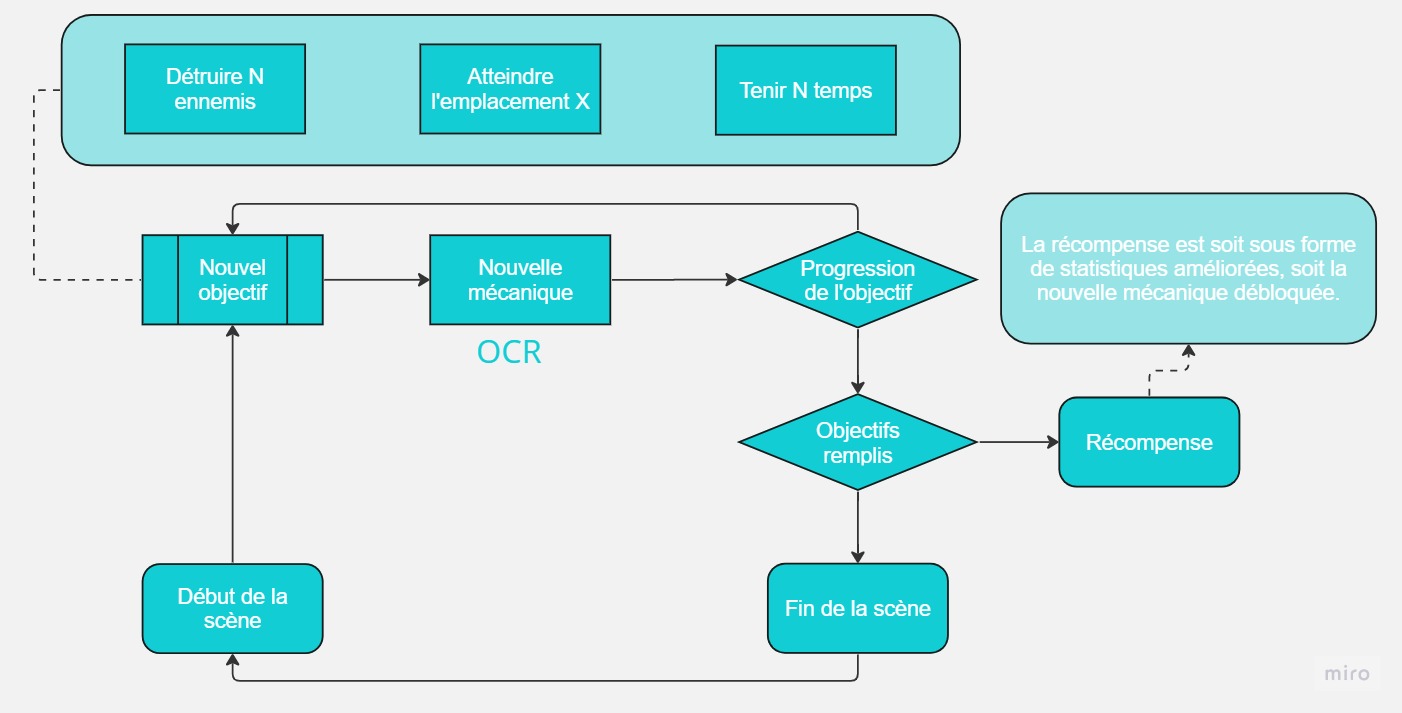 Détruire N
ennemis
Atteindre
l'emplacement X
Tenir N temps
Nouvel
objectif
Nouvelle
mécanique
OCR
Progression
de l'objectif
La récompense est soit sous forme
de statistiques améliorées, soit la
nouvelle mécanique débloquée.
Objectifs
remplis
Récompense
Début de la
scène
Fin de la scène
miro